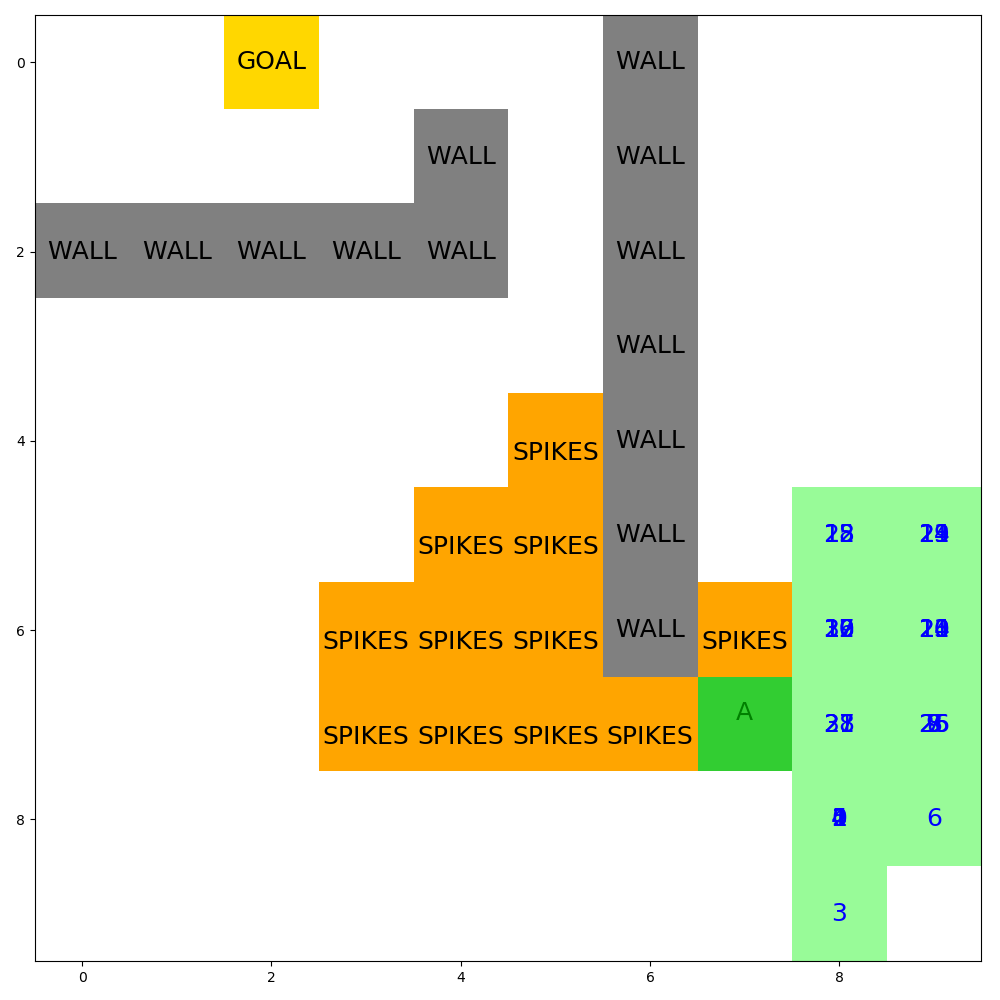 GOAL WALL
0
WALL WALL
WALL WALL WALL WALL WALL WALL
2
WALL
WALL
4
SPIKES
WALL
SPIKES SPIKES
WALL
6
SPIKES SPIKES SPIKES SPIKES
A
SPIKES SPIKES SPIKES SPIKES
8
6
3
0 2 4 6 8